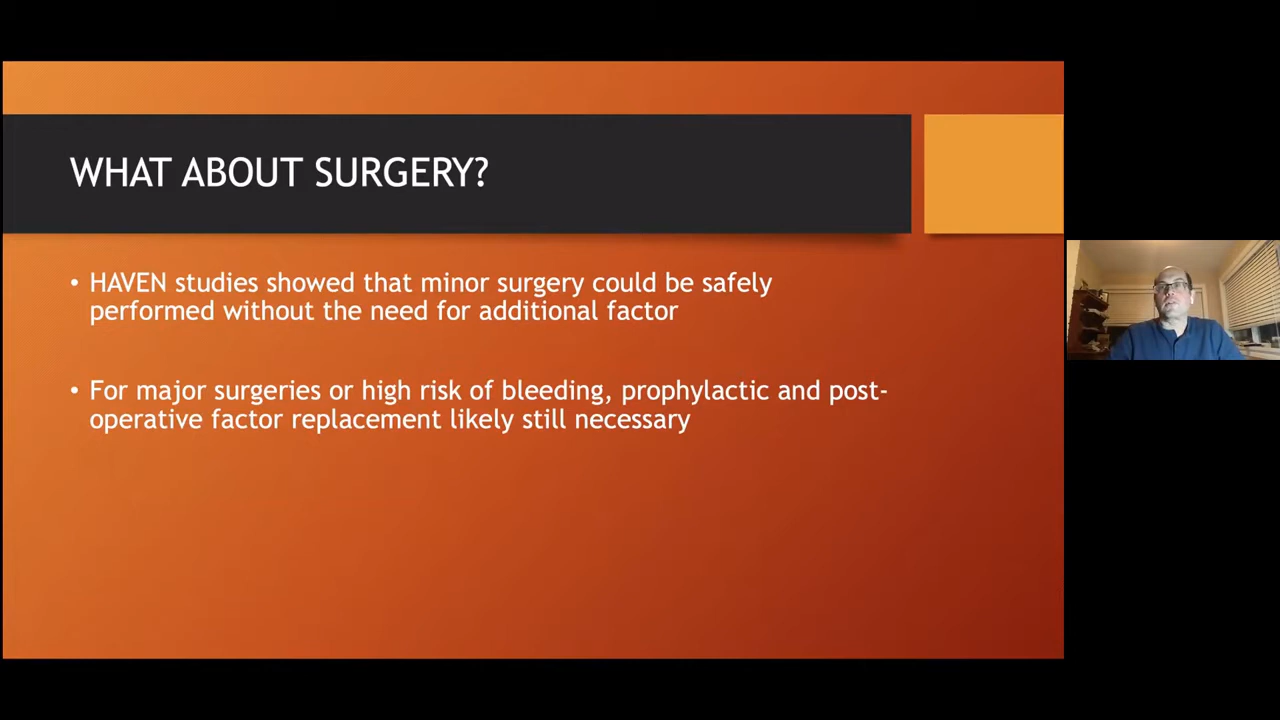 WHAT ABOUT SURGERY?
• HAVEN studies showed that minor surgery could be safely
performed without the need for additional factor
• For major surgeries or high risk of bleeding, prophylactic and post-
operative factor replacement likely still necessary